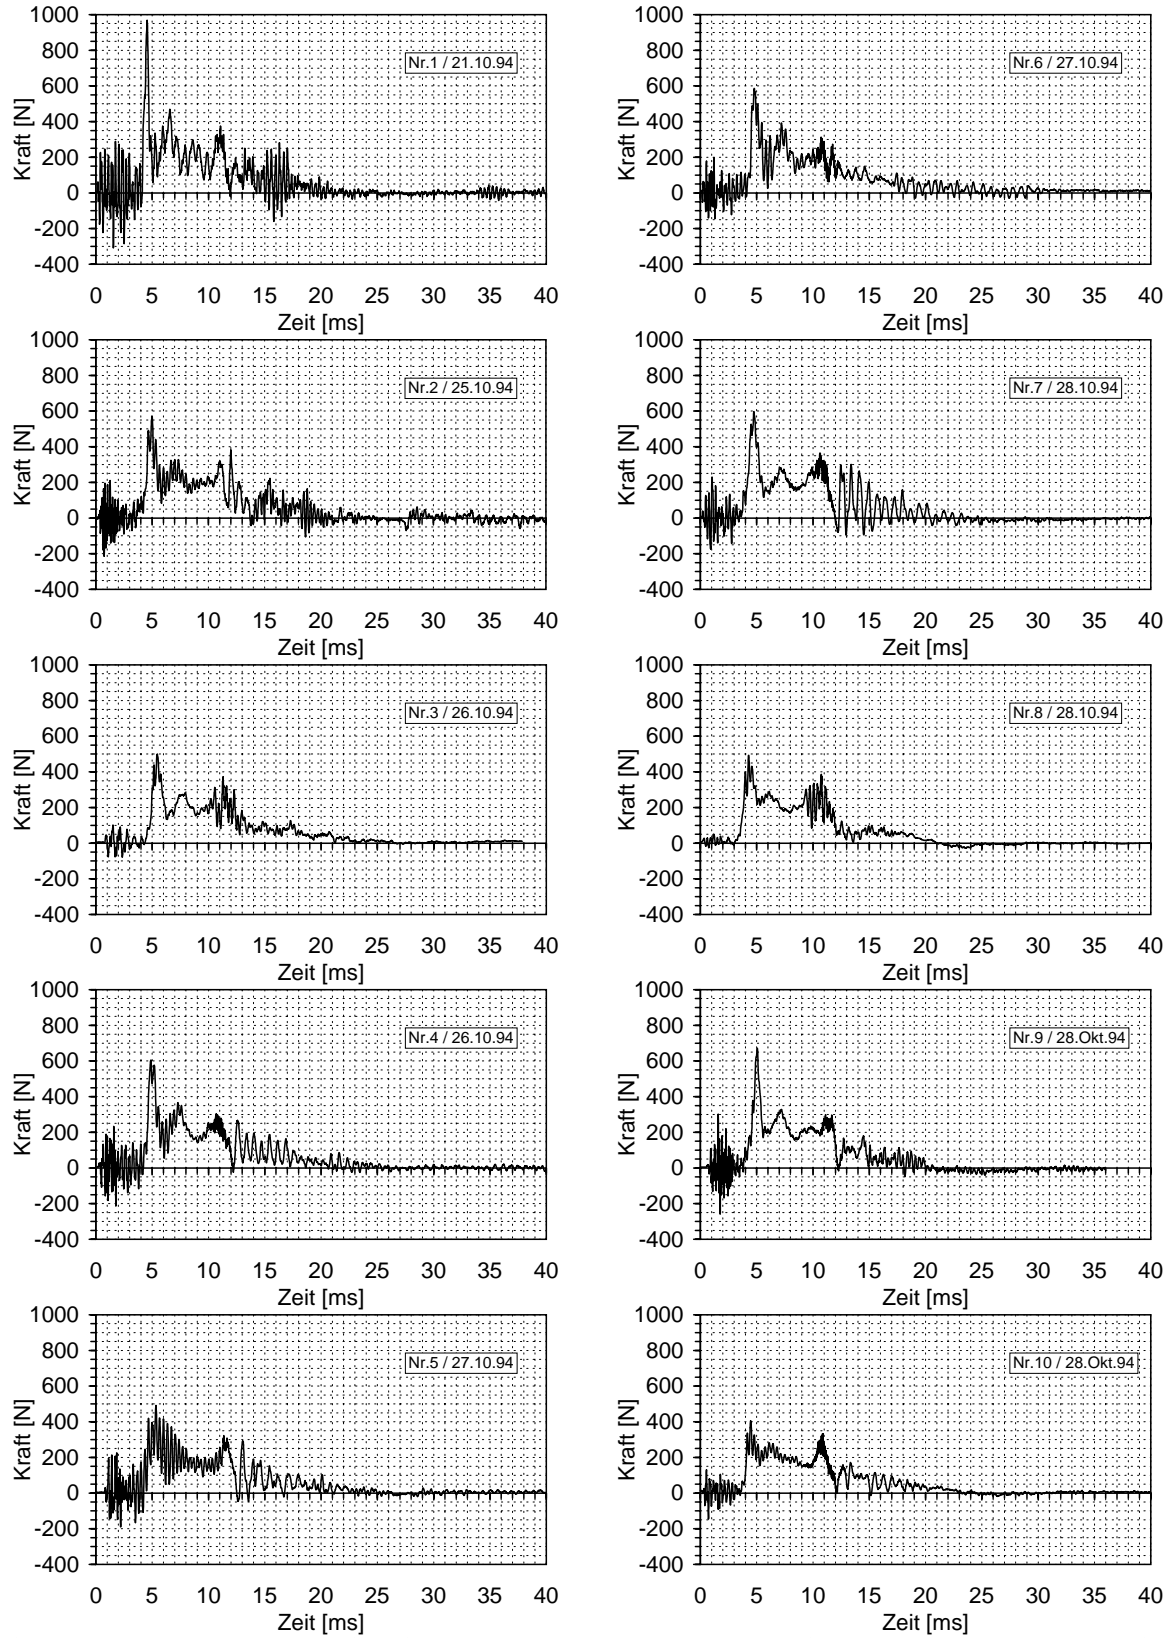 1000
800
600
400
200
0
-200
-400
Kraft [N]
Nr.1 / 21.10.94
0 5 10 15 20 25 30 35 40
Zeit [ms]
1000
800
600
400
200
0
-200
-400
Kraft [N]
Nr.6 / 27.10.94
0 5 10 15 20 25 30 35 40
Zeit [ms]
1000
800
600
400
200
0
-200
-400
Kraft [N]
Nr.2 / 25.10.94
0 5 10 15 20 25 30 35 40
Zeit [ms]
1000
800
600
400
200
0
-200
-400
Kraft [N]
Nr.7 / 28.10.94
0 5 10 15 20 25 30 35 40
Zeit [ms]
1000
800
600
400
200
0
-200
-400
Kraft [N]
Nr.3 / 26.10.94
0 5 10 15 20 25 30 35 40
Zeit [ms]
1000
800
600
400
200
0
-200
-400
Kraft [N]
Nr.8 / 28.10.94
0 5 10 15 20 25 30 35 40
Zeit [ms]
1000
800
600
400
200
0
-200
-400
Kraft [N]
Nr.4 / 26.10.94
0 5 10 15 20 25 30 35 40
Zeit [ms]
1000
800
600
400
200
0
-200
-400
Kraft [N]
Nr.9 / 28.Okt.94
0 5 10 15 20 25 30 35 40
Zeit [ms]
1000
800
600
400
200
0
-200
-400
Kraft [N]
Nr.5 / 27.10.94
0 5 10 15 20 25 30 35 40
Zeit [ms]
1000
800
600
400
200
0
-200
-400
Kraft [N]
Nr.10 / 28.Okt.94
0 5 10 15 20 25 30 35 40
Zeit [ms]